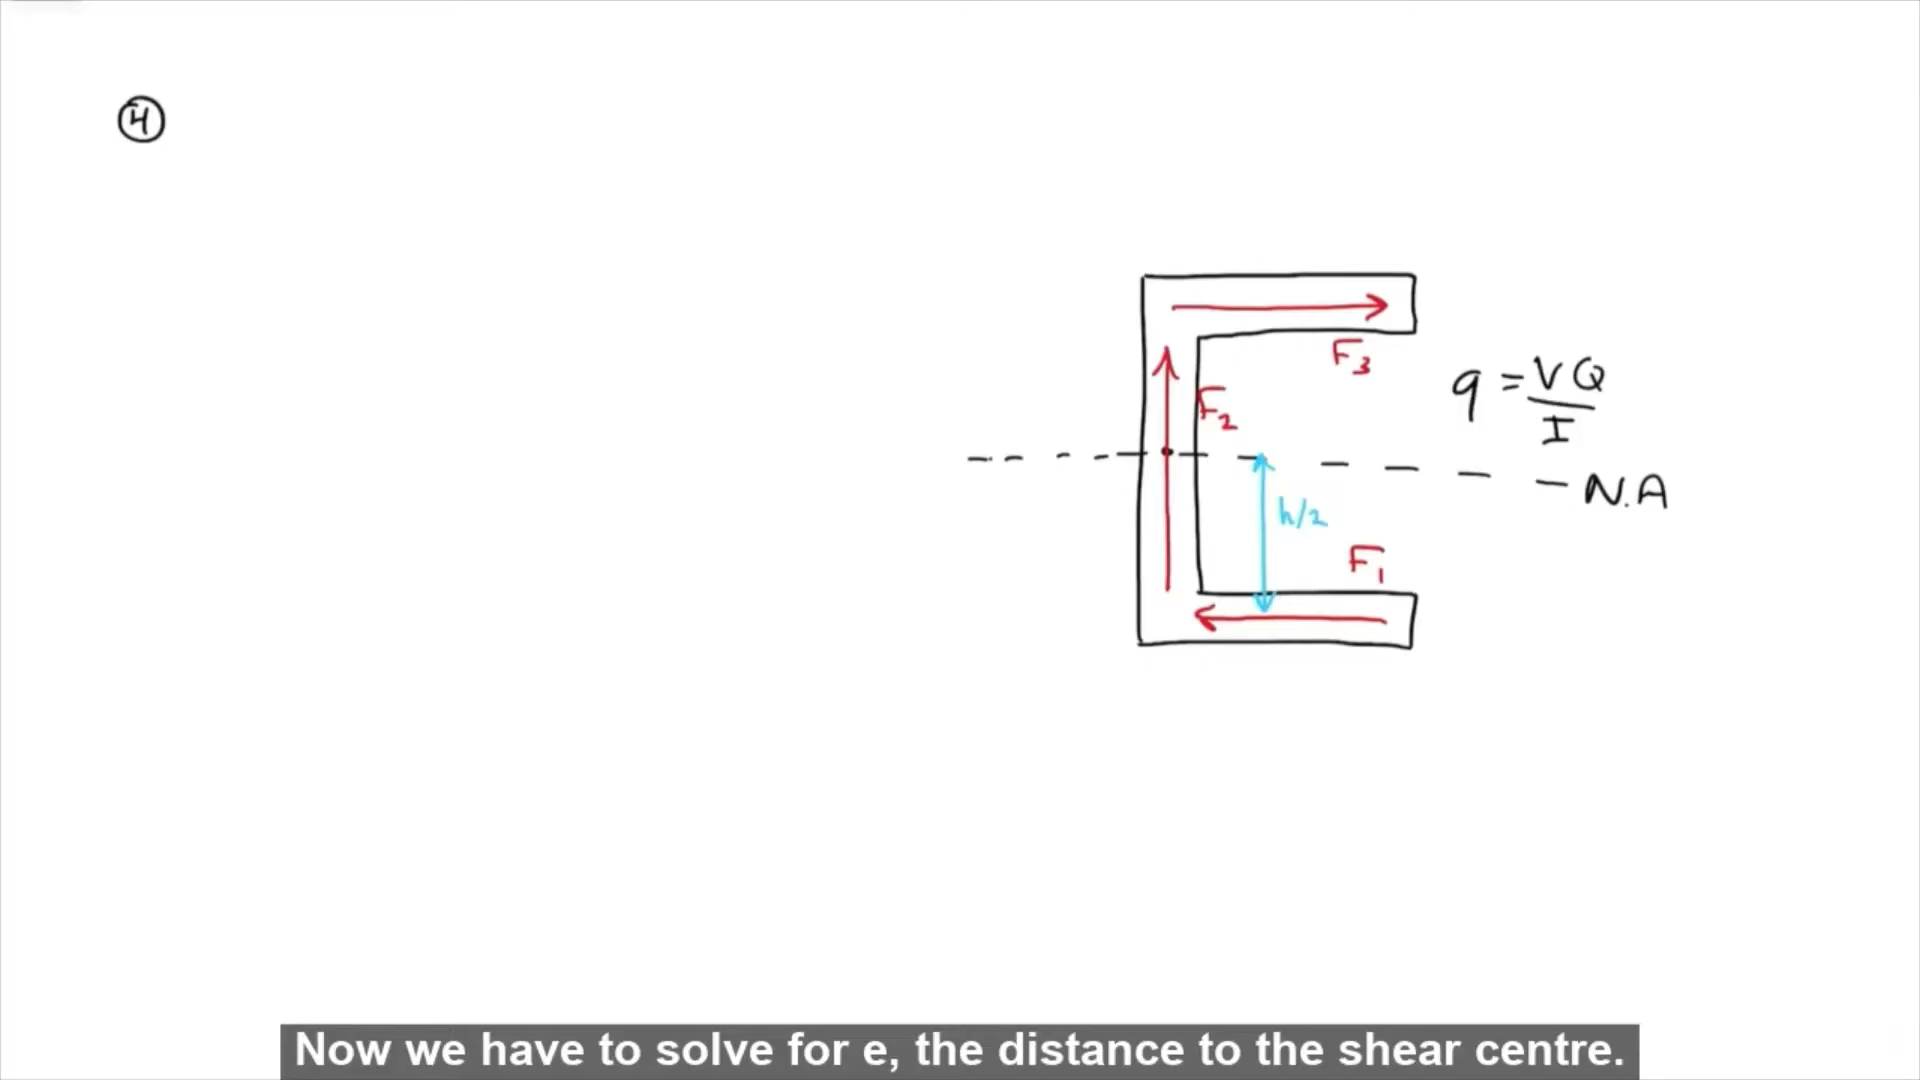 ④
F₃
q = VQ/I
F₂
N.A
h/2
F₁
Now we have to solve for e, the distance to the shear centre.